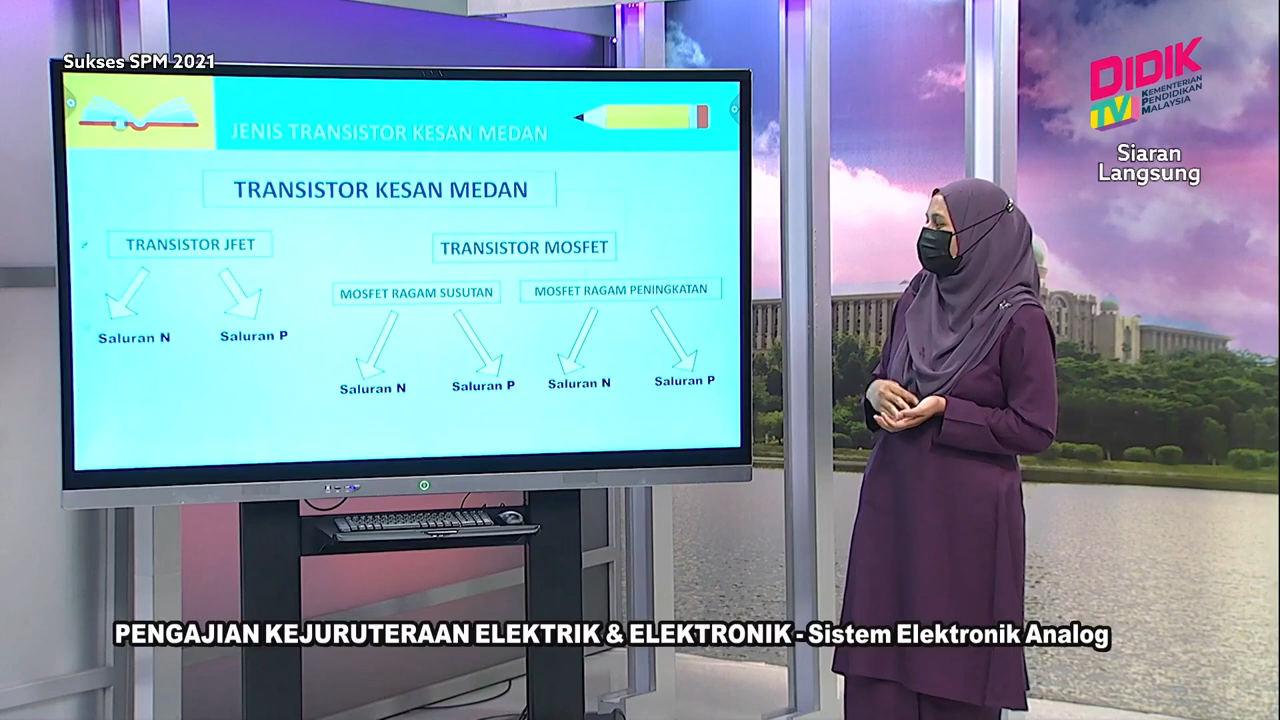 Sukses SPM 2021
DIDIK
TV
KEMENTERIAN
PENDIDIKAN
MALAYSIA
Siaran
Langsung
JENIS TRANSISTOR KESAN MEDAN
TRANSISTOR KESAN MEDAN
TRANSISTOR JFET
TRANSISTOR MOSFET
MOSFET RAGAM SUSUTAN
MOSFET RAGAM PENINGKATAN
Saluran N
Saluran P
Saluran N
Saluran P
Saluran N
Saluran P
PENGAJIAN KEJURUTERAAN ELEKTRIK & ELEKTRONIK - Sistem Elektronik Analog